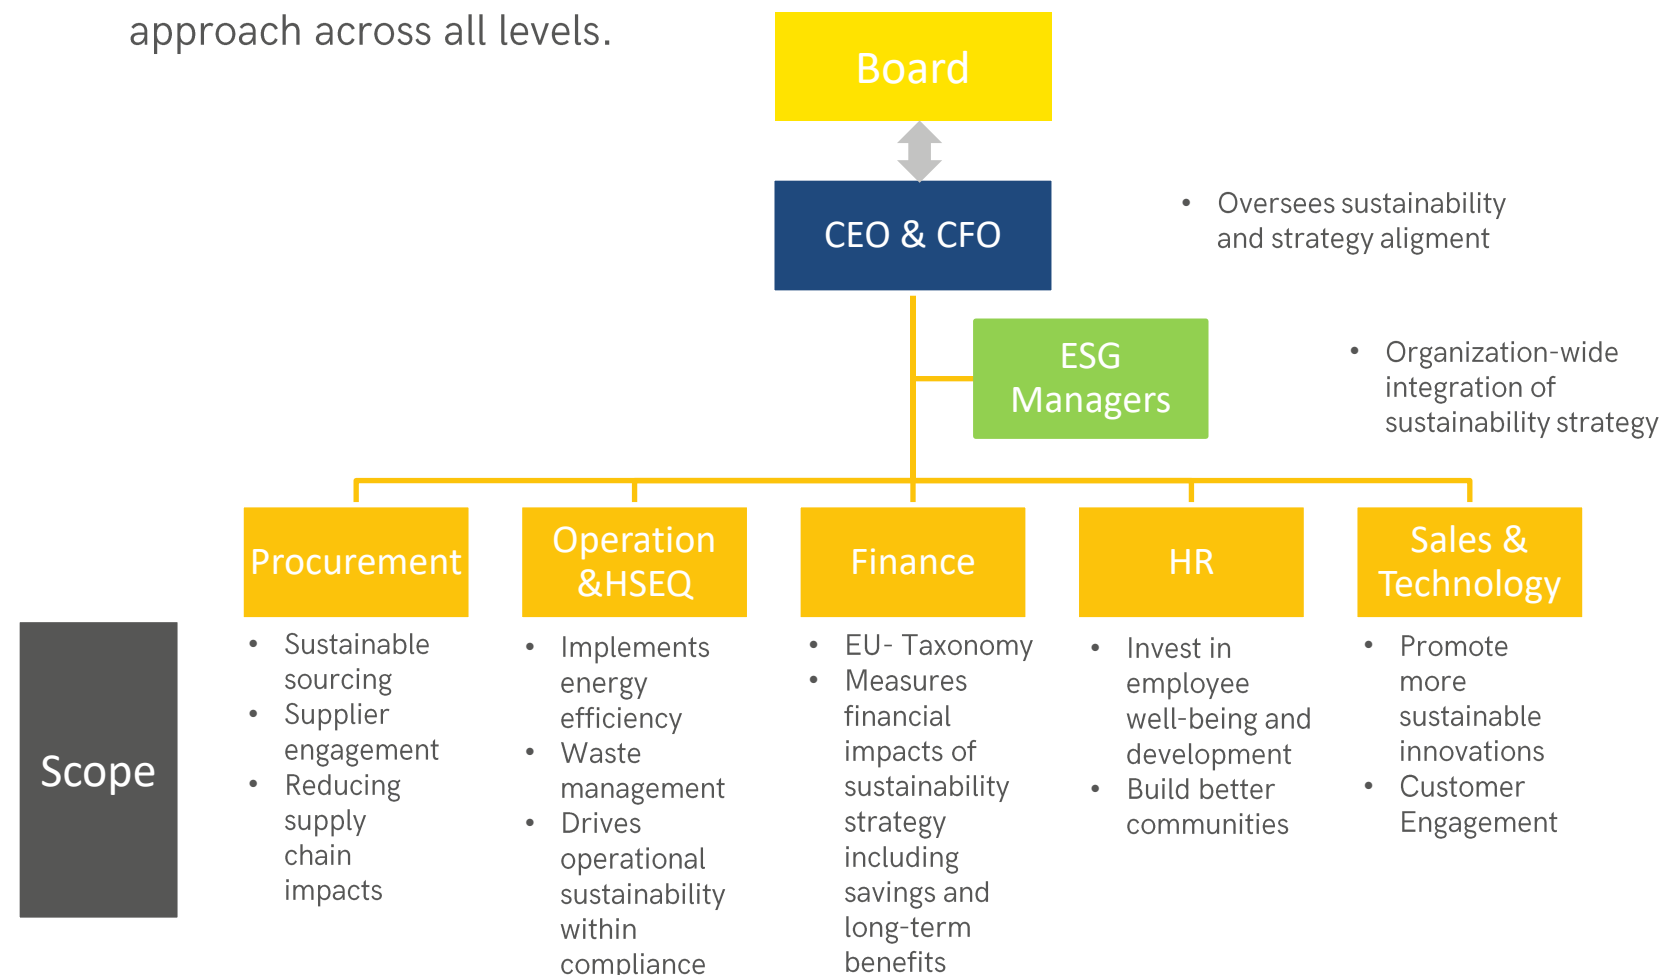 approach across all levels.
Board
CEO & CFO
• Oversees sustainability
and strategy aligment
ESG
Managers
• Organization-wide
integration of
sustainability strategy
Procurement
Operation
&HSEQ
Finance
HR
Sales &
Technology
Scope
• Sustainable
sourcing
• Supplier
engagement
• Reducing
supply
chain
impacts
• Implements
energy
efficiency
• Waste
management
• Drives
operational
sustainability
within
compliance
• EU- Taxonomy
• Measures
financial
impacts of
sustainability
strategy
including
savings and
long-term
benefits
• Invest in
employee
well-being and
development
• Build better
communities
• Promote
more
sustainable
innovations
• Customer
Engagement